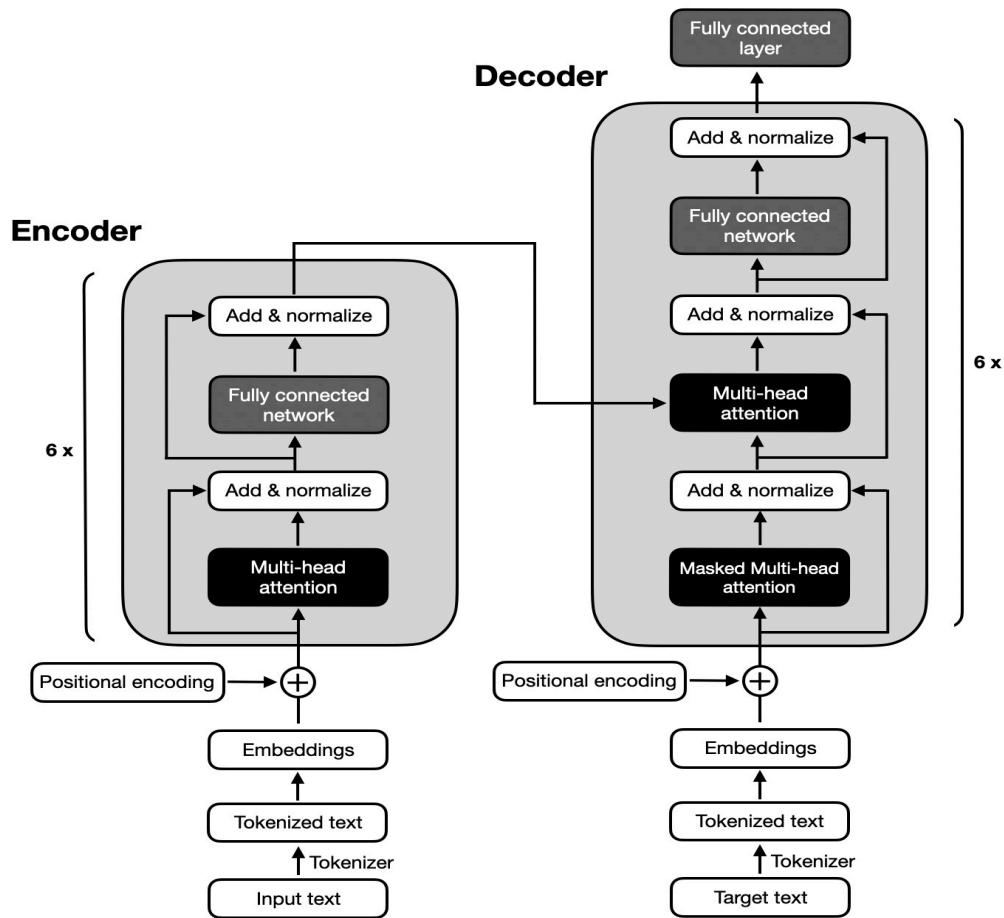 Fully connected
layer
Decoder
Add & normalize
Fully connected
network
Add & normalize
Multi-head
attention
Add & normalize
Masked Multi-head
attention
6 x
Positional encoding
+
Embeddings
Tokenized text
Tokenizer
Target text
Encoder
Add & normalize
Fully connected
network
Add & normalize
Multi-head
attention
6 x
Positional encoding
+
Embeddings
Tokenized text
Tokenizer
Input text